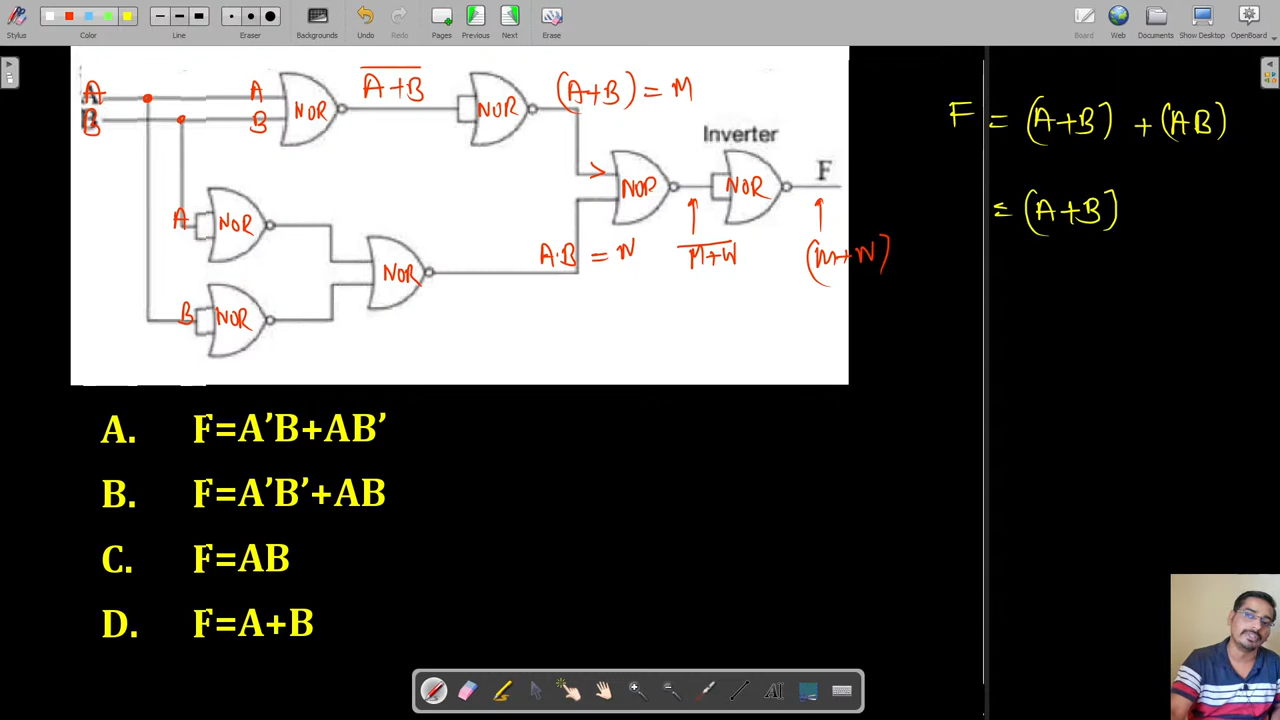 Stylus
Color
Line
Eraser
Backgrounds
Undo
Redo
Pages
Previous
Next
Erase
Board
Web
Documents
Show Desktop
OpenBoard
A A NOR A+B NOR (A+B) = M
B B
Inverter
NOR NOR F
A NOR
A.B = N M+N (M+N)
B NOR NOR
F = (A+B) + (AB)
= (A+B)
A. F=A’B+AB’
B. F=A’B’+AB
C. F=AB
D. F=A+B
AI